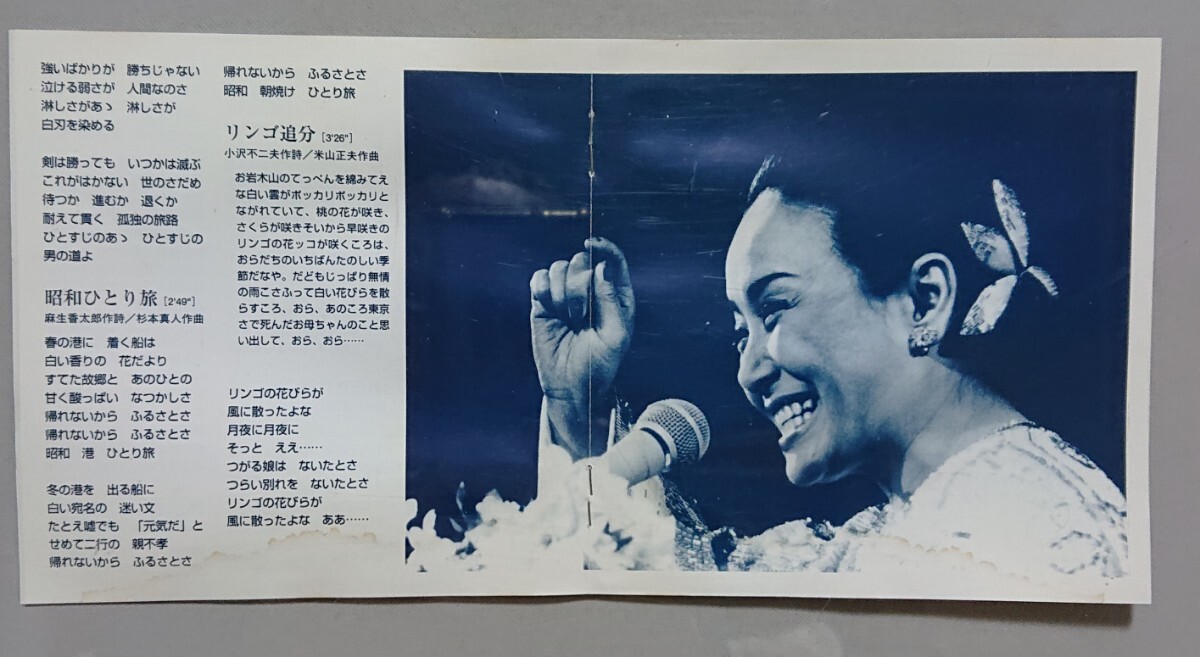 強いばかりが　勝ちじゃない
泣ける弱さが　人間なのさ
淋しさがあゝ　淋しさが
白刃を染める
剣は勝っても　いつかは滅ぶ
これがはかない　世のさだめ
待つか　進むか　退くか
耐えて貫く　孤独の旅路
ひとすじのあゝ　ひとすじの
男の道よ
昭和ひとり旅 [2'49"]
麻生香太郎作詩／杉本真人作曲
春の港に　着く船は
白い香りの　花だより
すてた故郷と　あのひとの
甘く酸っぱい　なつかしさ
帰れないから　ふるさとさ
帰れないから　ふるさとさ
昭和　港　ひとり旅
冬の港を　出る船に
白い宛名の　迷い文
たとえ嘘でも　「元気だ」と
せめて二行の　親不孝
帰れないから　ふるさとさ
帰れないから　ふるさとさ
昭和　朝焼け　ひとり旅
リンゴ追分 [3'26"]
小沢不二夫作詩／米山正夫作曲
お岩木山のてっぺんを綿みてえ
な白い雲がポッカリポッカリと
ながれていて、桃の花が咲き、
さくらが咲きそいから早咲きの
リンゴの花ッコが咲くころは、
おらだちのいちばんたのしい季
節だなや。だどもじっぱり無情
の雨こさふって白い花びらを散
らすころ、おら、あのころ東京
さで死んだお母ちゃんのこと思
い出して、おら、おら……
リンゴの花びらが
風に散ったよな
月夜に月夜に
そっと　ええ……
つがる娘は　ないたとさ
つらい別れを　ないたとさ
リンゴの花びらが
風に散ったよな　ああ……